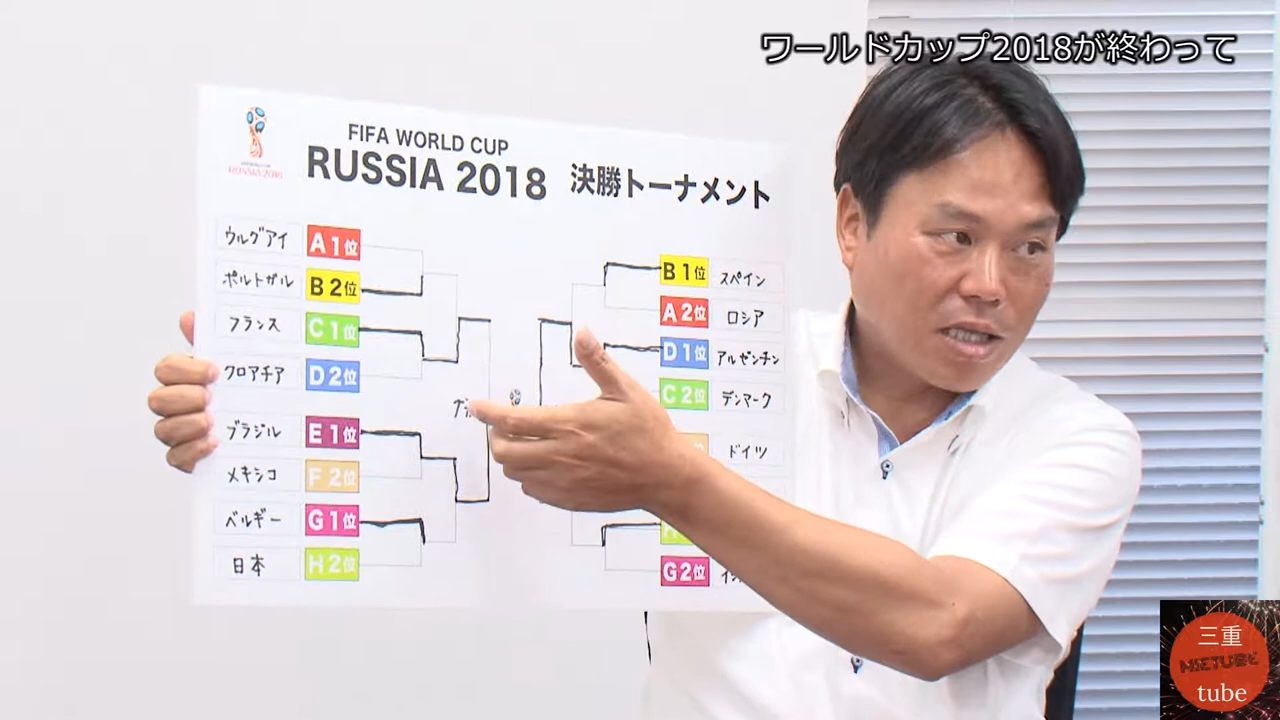 ワールドカップ2018が終わって
FIFA WORLD CUP
RUSSIA 2018 決勝トーナメント
RUSSIA 2018
ウルグアイ A1位
ポルトガル B2位
フランス C1位
クロアチア D2位
ブラジル E1位
メキシコ F2位
ベルギー G1位
日本 H2位
B1位 スペイン
A2位 ロシア
D1位 アルゼンチン
C2位 デンマーク
ドイツ
G2位
三重
MIETUBE
tube